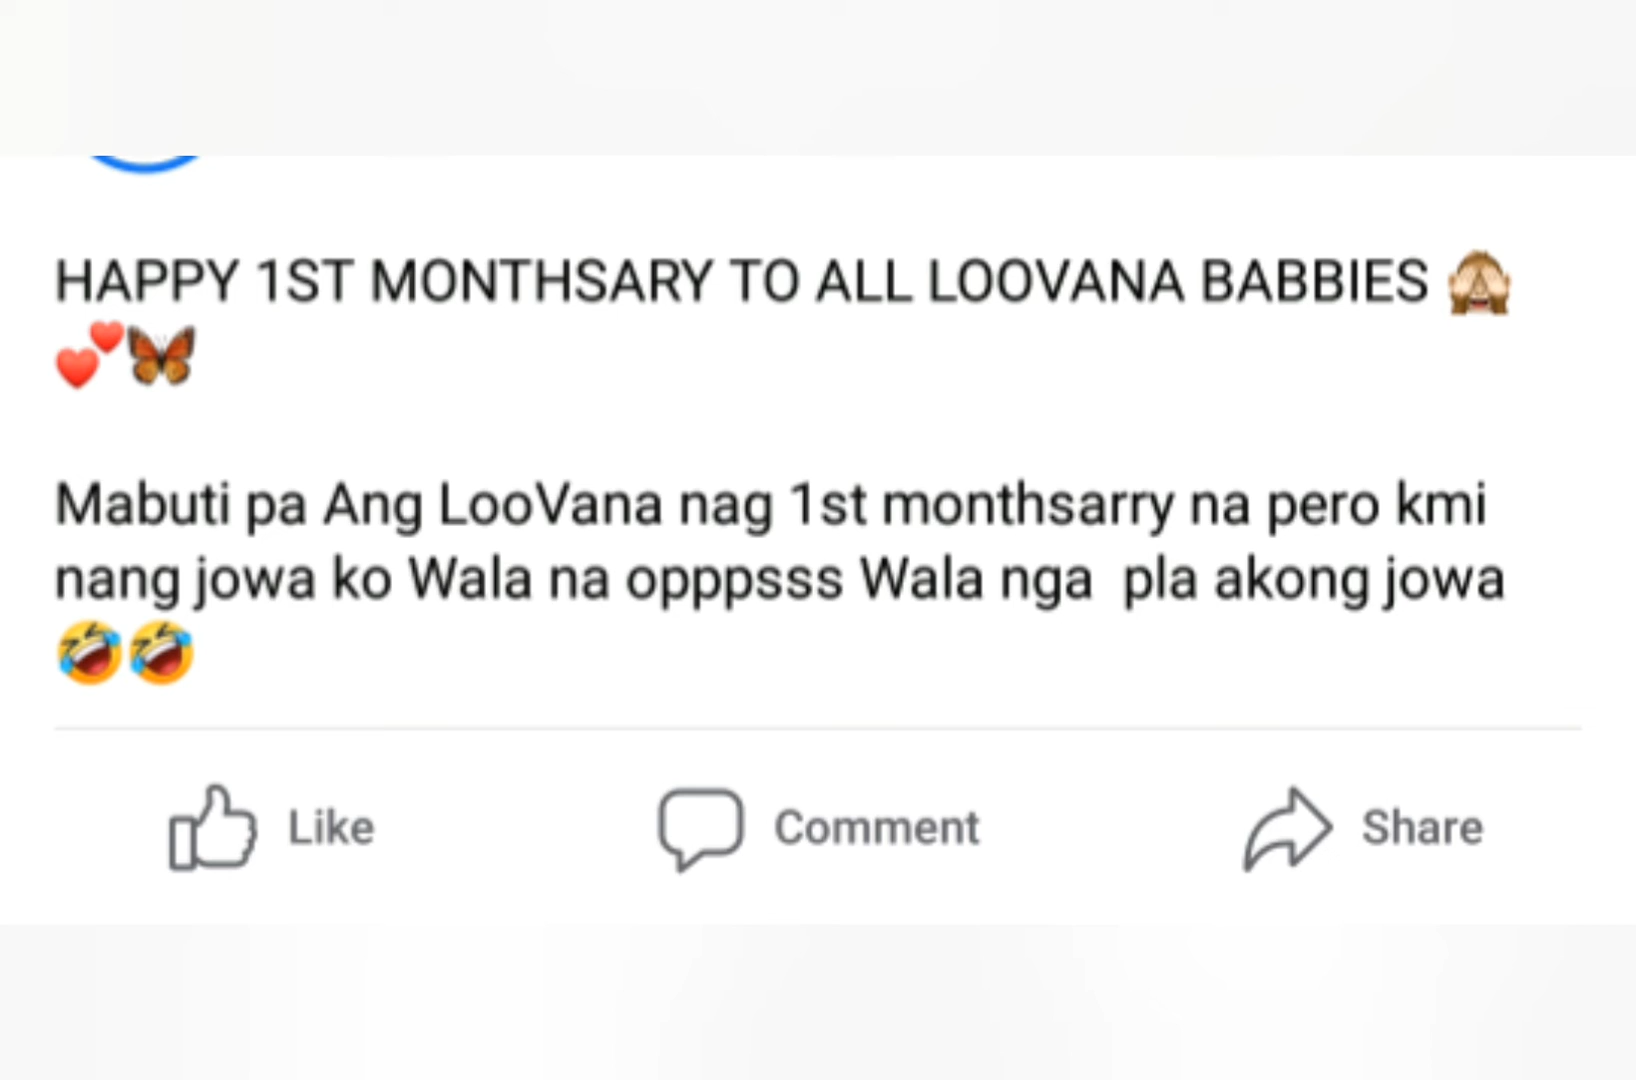 HAPPY 1ST MONTHSARY TO ALL LOOVANA BABBIES 🙈
💕🦋
Mabuti pa Ang LooVana nag 1st monthsarry na pero kmi
nang jowa ko Wala na opppsss Wala nga  pla akong jowa
🤣🤣
Like Comment Share